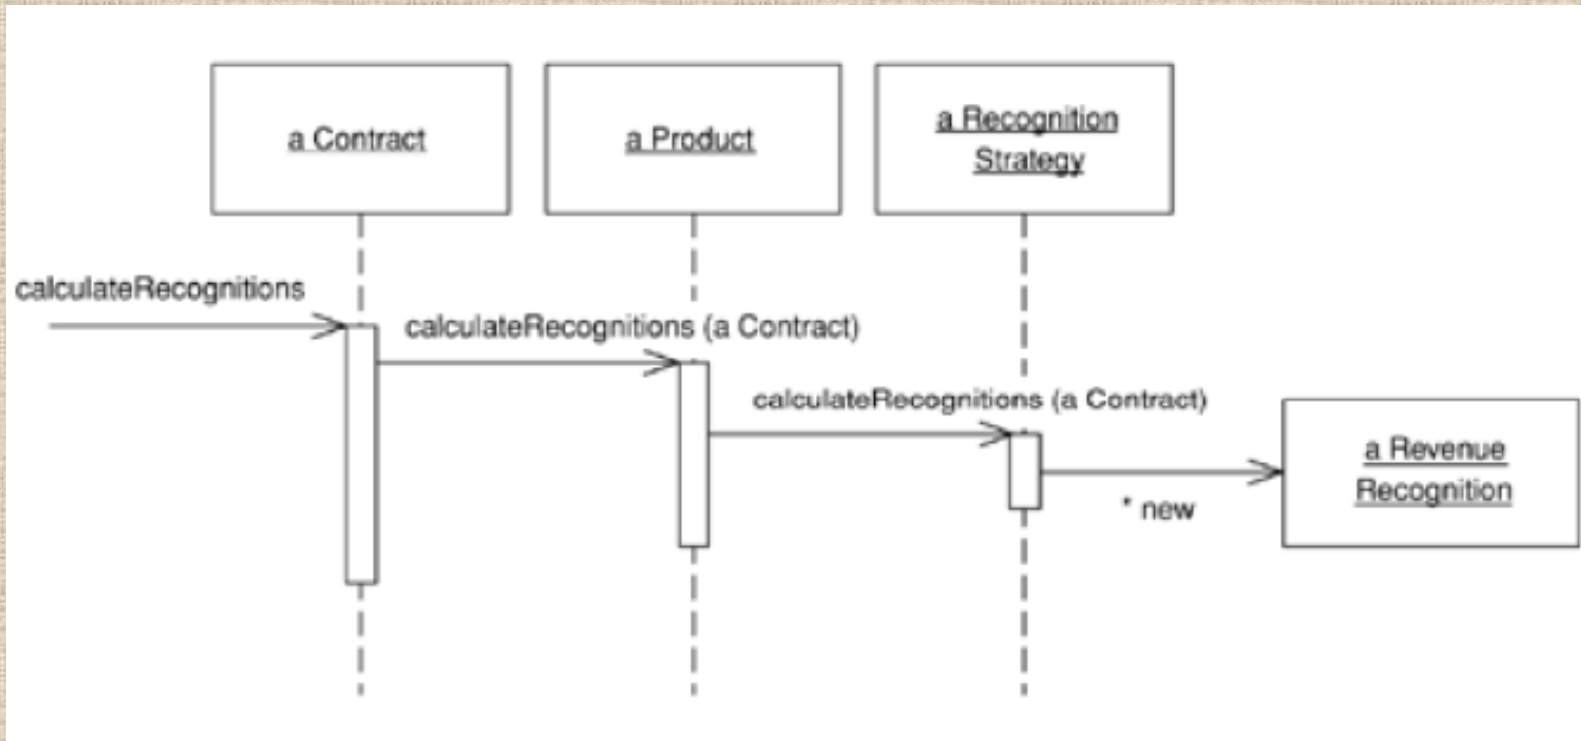 a Contract
a Product
a Recognition
Strategy
calculateRecognitions
calculateRecognitions (a Contract)
calculateRecognitions (a Contract)
a Revenue
Recognition
* new